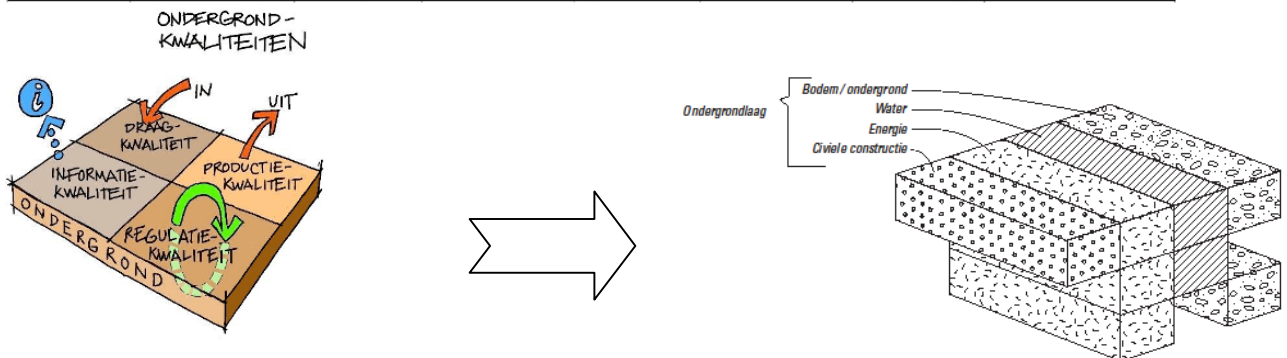 ONDERGROND-
KWALITEITEN
i
IN
UIT
DRAAG-
KWALITEIT
INFORMATIE-
KWALITEIT
PRODUCTIE-
KWALITEIT
REGULATIE-
KWALITEIT
ONDERGROND
Ondergrondlaag
Bodem / ondergrond
Water
Energie
Civiele constructie